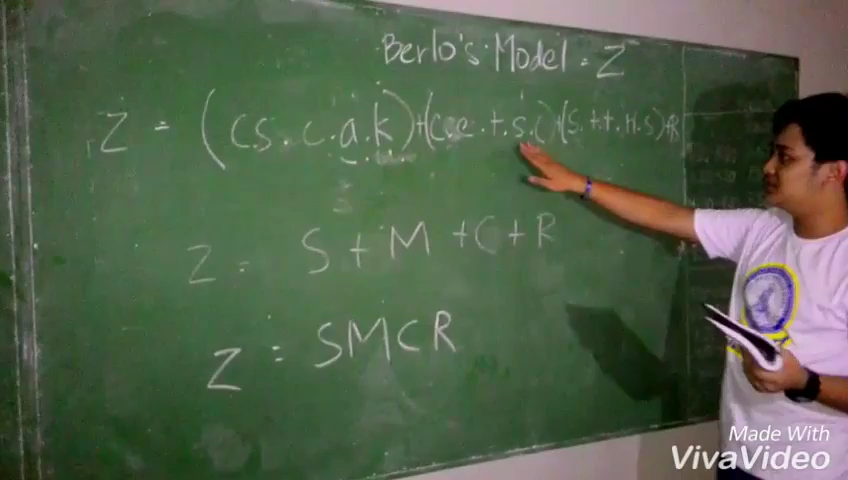 Berlo's Model = Z
Z = (cs.c.a.k)+(c.e.t.s.c)+(s.t.t.H.s)+R
Z = S + M + C + R
Z = SMCR
Made With
VivaVideo